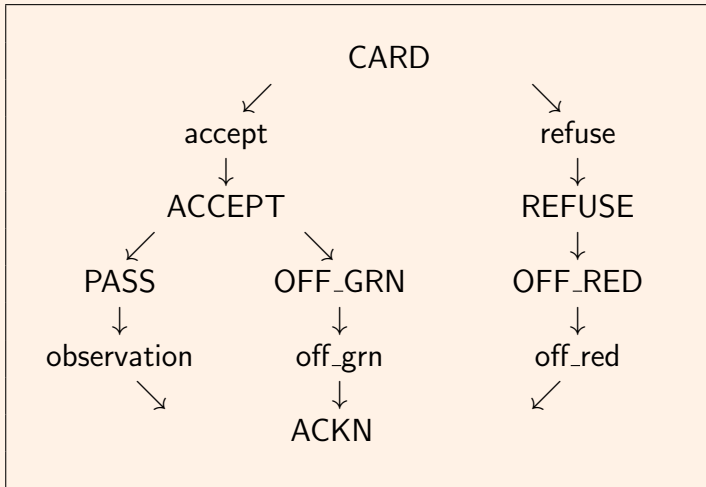 CARD
accept refuse
ACCEPT REFUSE
PASS OFF_GRN OFF_RED
observation off_grn off_red
ACKN